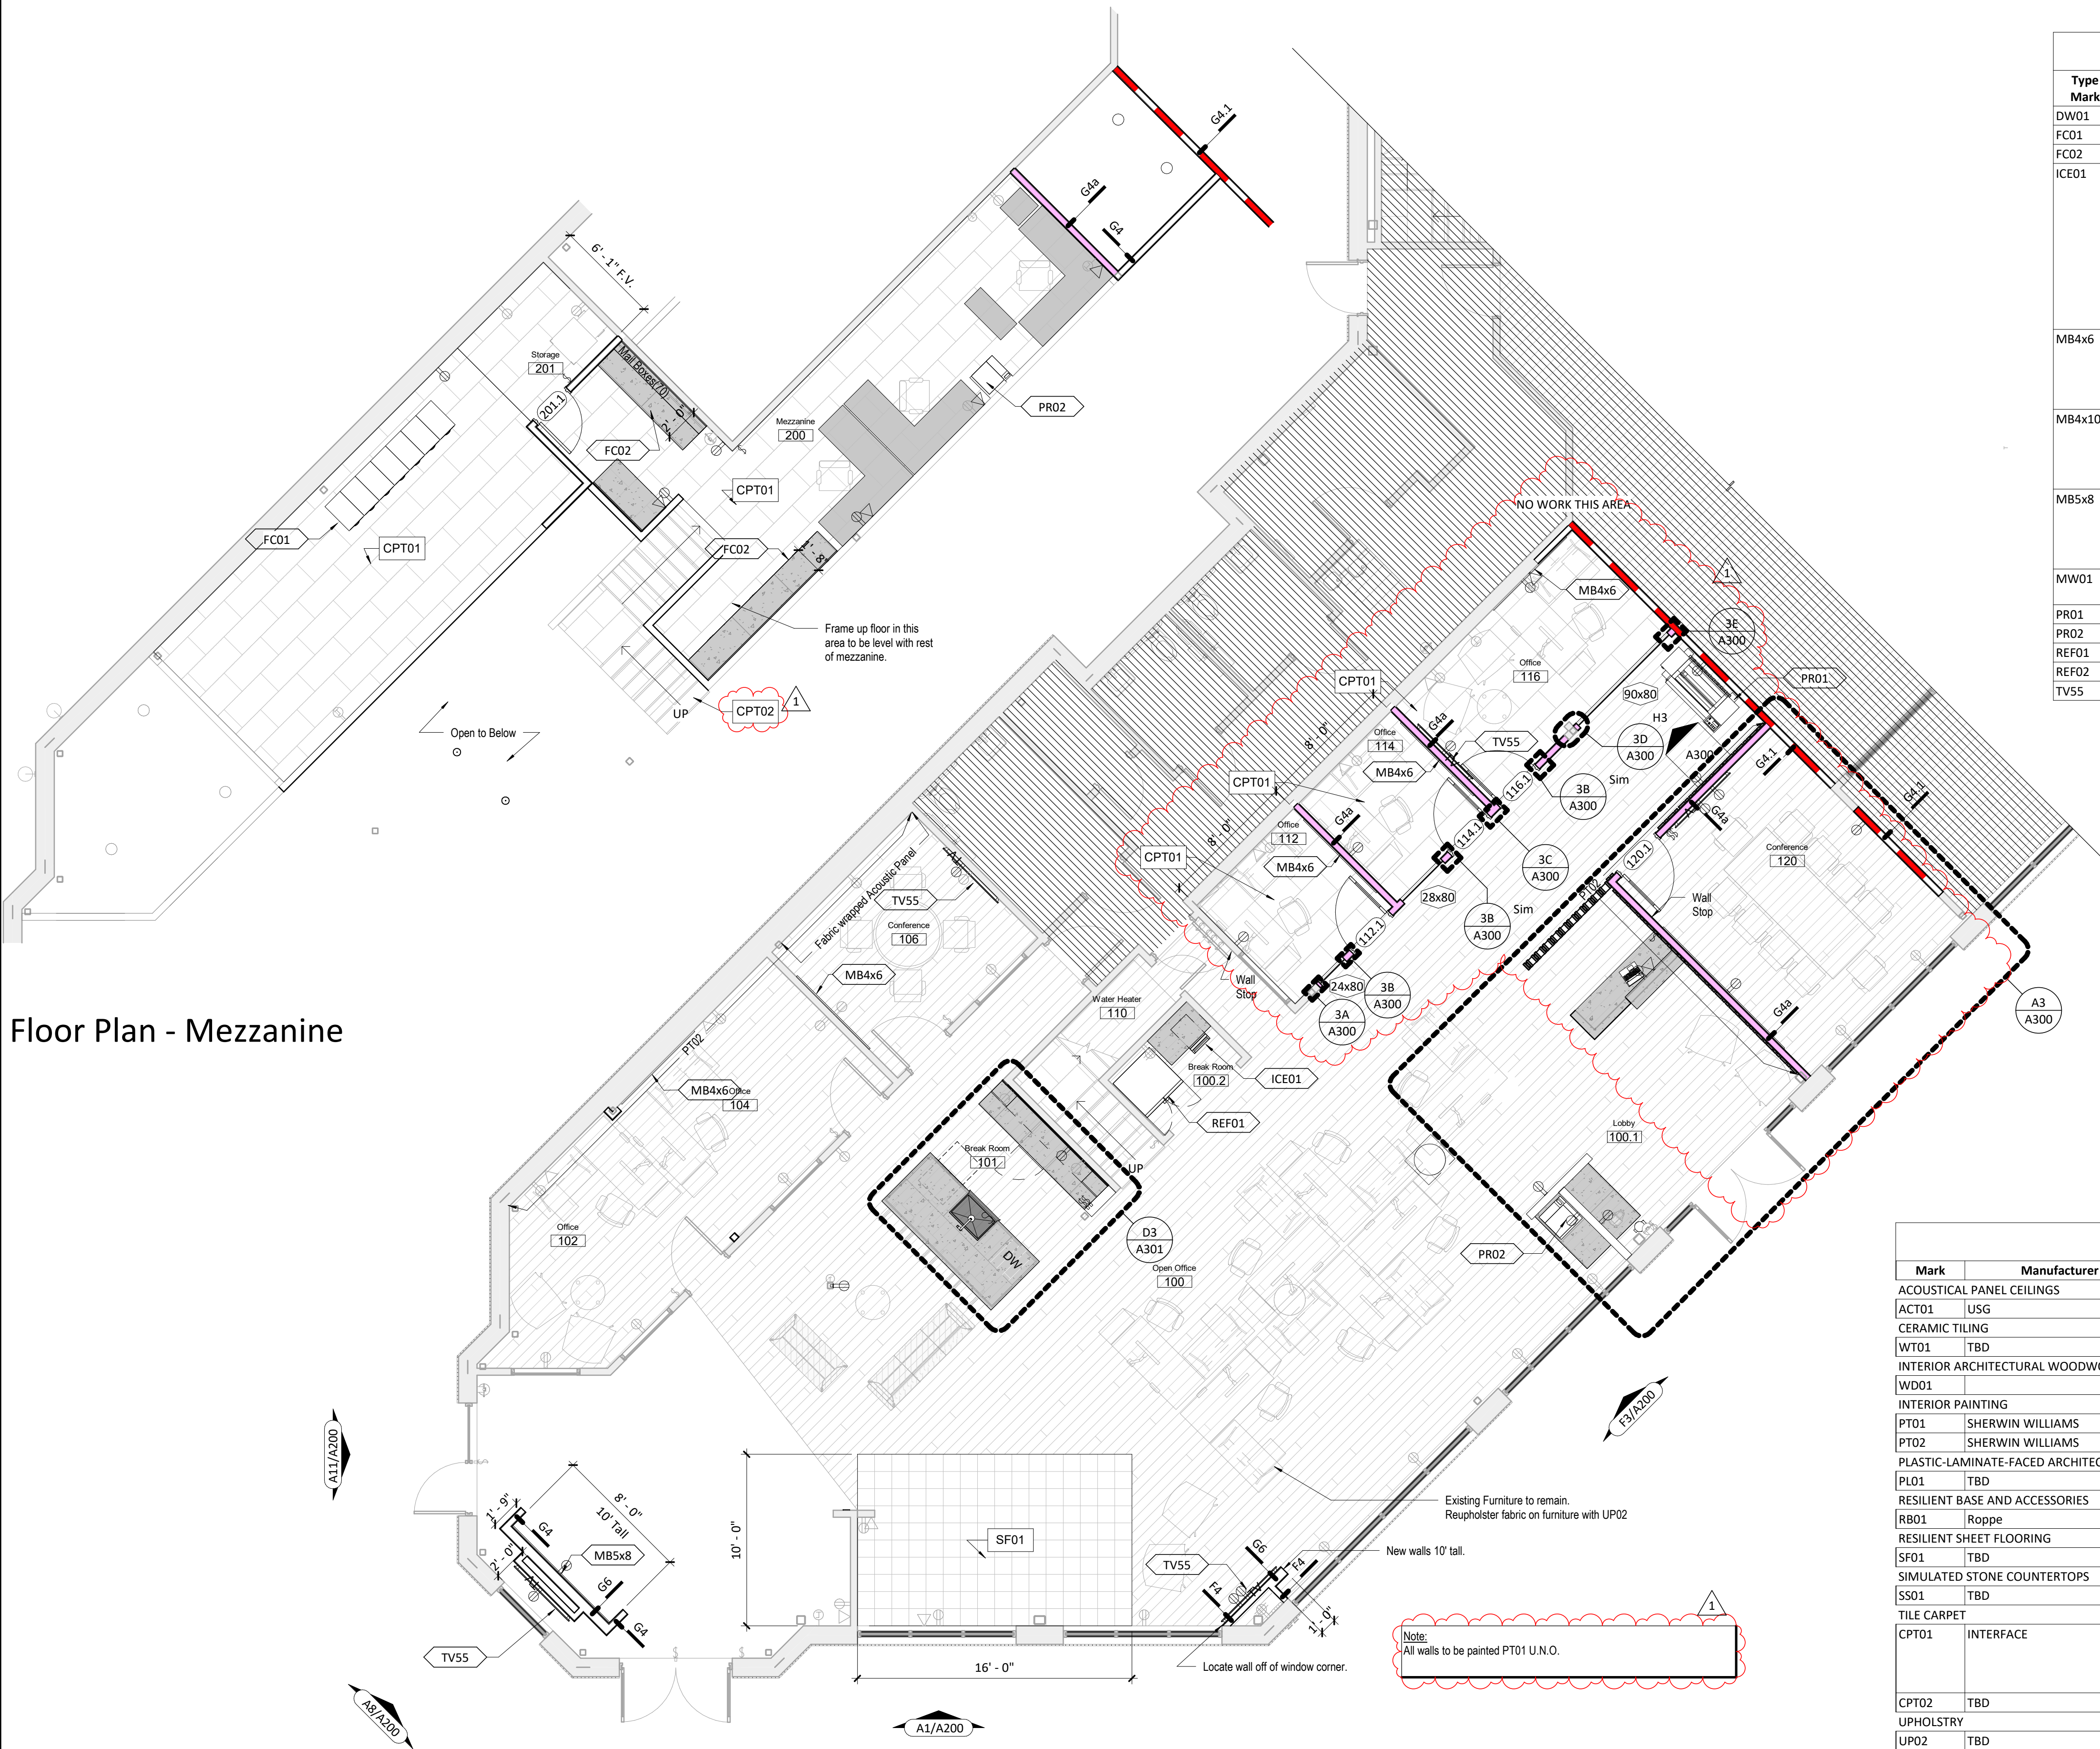 G4.1
G4a
G4
6' - 1" F.V.
Storage
201
Mail Boxes(70)
201.1
2' - 0"
FC02
Mezzanine
200
PR02
CPT01
FC01
CPT01
FC02
1' - 8"
Frame up floor in this
area to be level with rest
of mezzanine.
UP
CPT02
1
Open to Below
Floor Plan - Mezzanine
NO WORK THIS AREA
1
MB4x6
3E
A300
Office
116
CPT01
PR01
90x80
H3
A300
8' - 0"
G4a
Office
114
TV55
3D
A300
MB4x6
116.1
Sim
3B
A300
CPT01
G4.1
G4.1
G4a
8' - 0"
Office
112
G4a
114.1
CPT01
MB4x6
3C
A300
120.1
Conference
120
28x80
Sim
3B
A300
PT02
Wall
Stop
112.1
Wall
Stop
24x80
3B
A300
3A
A300
G4a
A3
A300
Fabric wrapped Acoustic Panel
TV55
Conference
106
MB4x6
Water Heater
110
PT02
MB4x6
Office
104
Break Room
100.2
ICE01
REF01
Break Room
101
UP
DW
D3
A301
Lobby
100.1
Office
102
PR02
Open Office
100
F3/A200
A11/A200
1' - 9"
G4
8' - 0"
10' Tall
MB5x8
2' - 0"
G6
G4
TV55
10' - 0"
SF01
16' - 0"
Existing Furniture to remain.
Reupholster fabric on furniture with UP02
New walls 10' tall.
TV55
G6
F4
TV
F4
1' - 0"
Locate wall off of window corner.
1
Note:
All walls to be painted PT01 U.N.O.
A8/A200
A1/A200
Type
Mark
DW01
FC01
FC02
ICE01
MB4x6
MB4x10
MB5x8
MW01
PR01
PR02
REF01
REF02
TV55
Mark Manufacturer
ACOUSTICAL PANEL CEILINGS
ACT01 USG
CERAMIC TILING
WT01 TBD
INTERIOR ARCHITECTURAL
WD01
INTERIOR PAINTING
PT01 SHERWIN WILLIAMS
PT02 SHERWIN WILLIAMS
PLASTIC-LAMINATE-FACED
PL01 TBD
RESILIENT BASE AND ACCESSORIES
RB01 Roppe
RESILIENT SHEET FLOORING
SF01 TBD
SIMULATED STONE COUNTERTOPS
SS01 TBD
TILE CARPET
CPT01 INTERFACE
CPT02 TBD
UPHOLSTRY
UP02 TBD